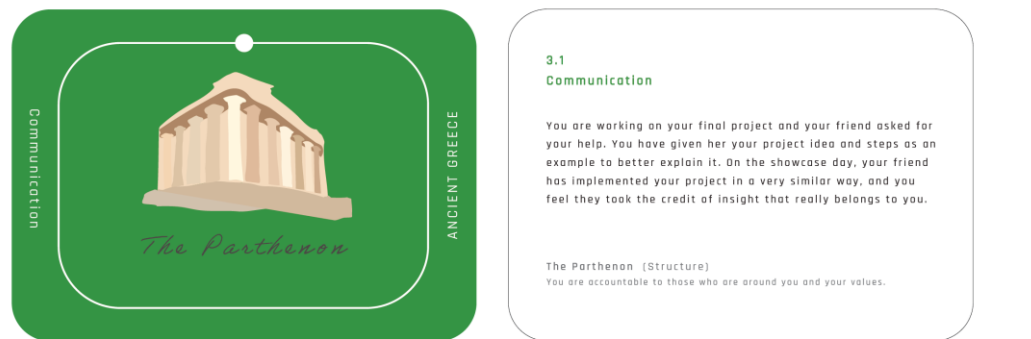 Communication
The Parthenon
ANCIENT GREECE
3.1
Communication
You are working on your final project and your friend asked for
your help. You have given her your project idea and steps as an
example to better explain it. On the showcase day, your friend
has implemented your project in a very similar way, and you
feel they took the credit of insight that really belongs to you.
The Parthenon (Structure)
You are accountable to those who are around you and your values.